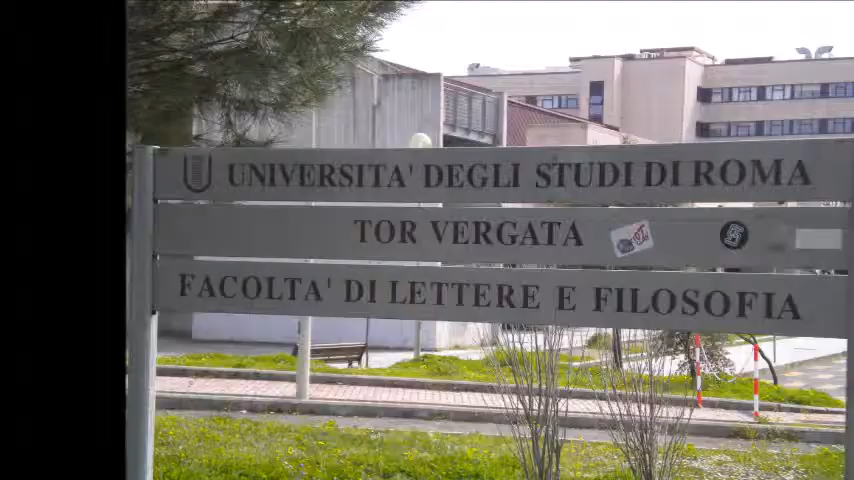 UNIVERSITA' DEGLI STUDI DI ROMA
TOR VERGATA
FACOLTA' DI LETTERE E FILOSOFIA